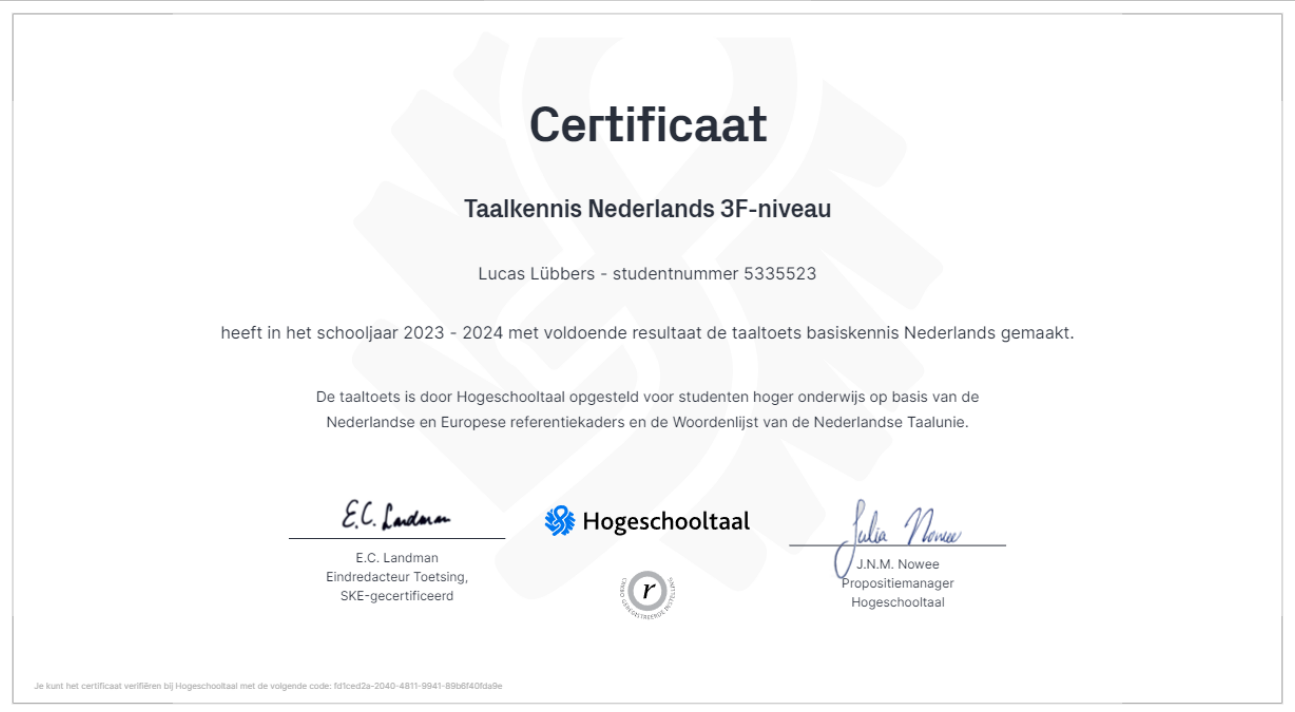 Certificaat
Taalkennis Nederlands 3F-niveau
Lucas Lübbers - studentnummer 5335523
heeft in het schooljaar 2023 - 2024 met voldoende resultaat de taaltoets basiskennis Nederlands gemaakt.
De taaltoets is door Hogeschooltaal opgesteld voor studenten hoger onderwijs op basis van de
Nederlandse en Europese referentiekaders en de Woordenlijst van de Nederlandse Taalunie.
E.C. Landman
E.C. Landman
Eindredacteur Toetsing,
SKE-gecertificeerd
Hogeschooltaal
r
CRKBO GEREGISTREERDE INSTELLING
Julia Nowee
J.N.M. Nowee
Propositiemanager
Hogeschooltaal
Je kunt het certificaat verifiëren bij Hogeschooltaal met de volgende code: fd1ced2a-2040-4811-9941-89b6f40fda9e